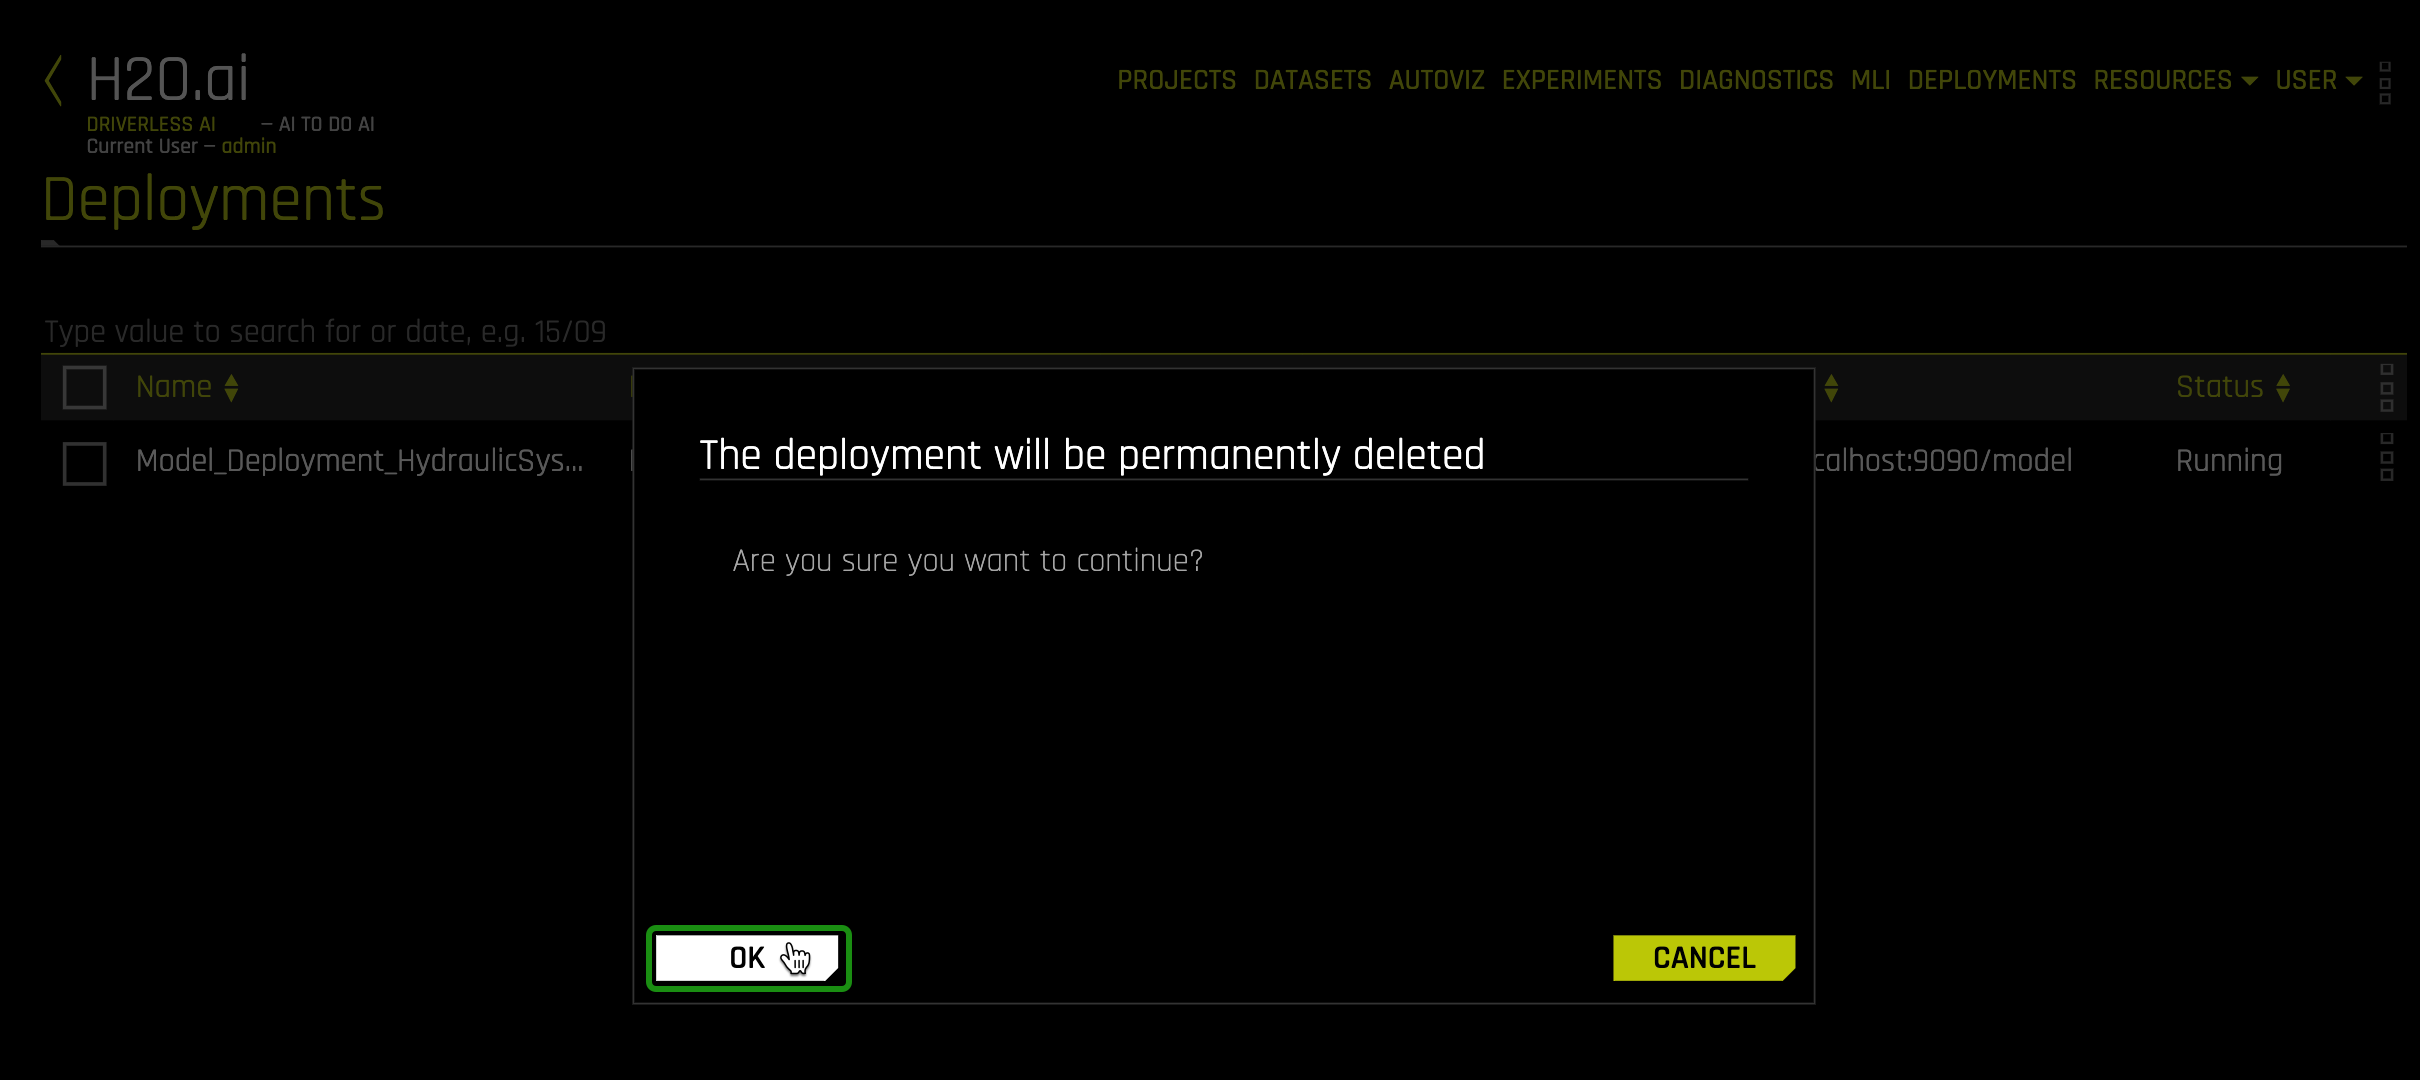 H2O.ai
DRIVERLESS AI — AI TO DO AI
Current User — admin
PROJECTS DATASETS AUTOVIZ EXPERIMENTS DIAGNOSTICS MLI DEPLOYMENTS RESOURCES USER
Deployments
Type value to search for or date, e.g. 15/09
Name Status
Model_Deployment_HydraulicSys... calhost:9090/model Running
The deployment will be permanently deleted
Are you sure you want to continue?
OK CANCEL